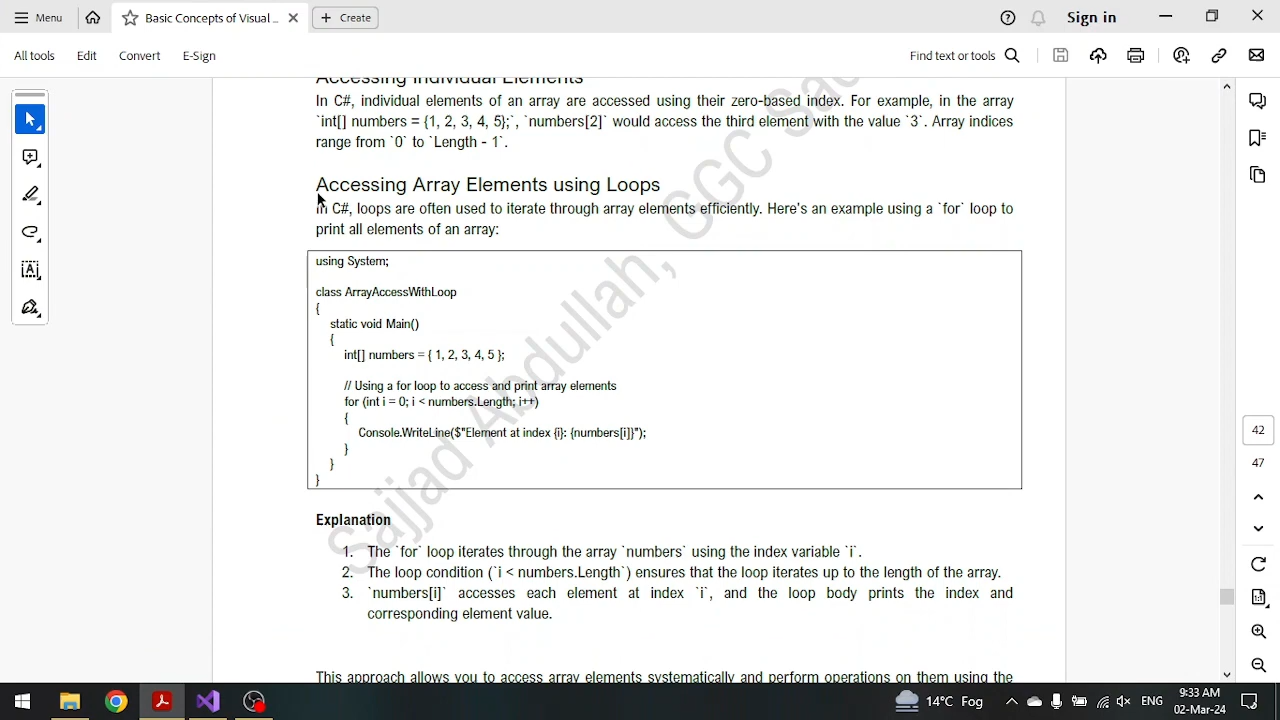 Menu
Basic Concepts of Visual ...
Create
Sign in
All tools
Edit
Convert
E-Sign
Find text or tools
Accessing Individual Elements
In C#, individual elements of an array are accessed using their zero-based index. For example, in the array
`int[] numbers = {1, 2, 3, 4, 5};`, `numbers[2]` would access the third element with the value `3`. Array indices
range from `0` to `Length - 1`.
Accessing Array Elements using Loops
In C#, loops are often used to iterate through array elements efficiently. Here's an example using a `for` loop to
print all elements of an array:
using System;
class ArrayAccessWithLoop
{
static void Main()
{
int[] numbers = { 1, 2, 3, 4, 5 };
// Using a for loop to access and print array elements
for (int i = 0; i < numbers.Length; i++)
{
Console.WriteLine($"Element at index {i}: {numbers[i]}");
}
}
}
Explanation
1. The `for` loop iterates through the array `numbers` using the index variable `i`.
2. The loop condition (`i < numbers.Length`) ensures that the loop iterates up to the length of the array.
3. `numbers[i]` accesses each element at index `i`, and the loop body prints the index and
corresponding element value.
This approach allows you to access array elements systematically and perform operations on them using the
Sajjad Abdullah, GGC Sad
42
47
14°C Fog
ENG
9:33 AM
02-Mar-24